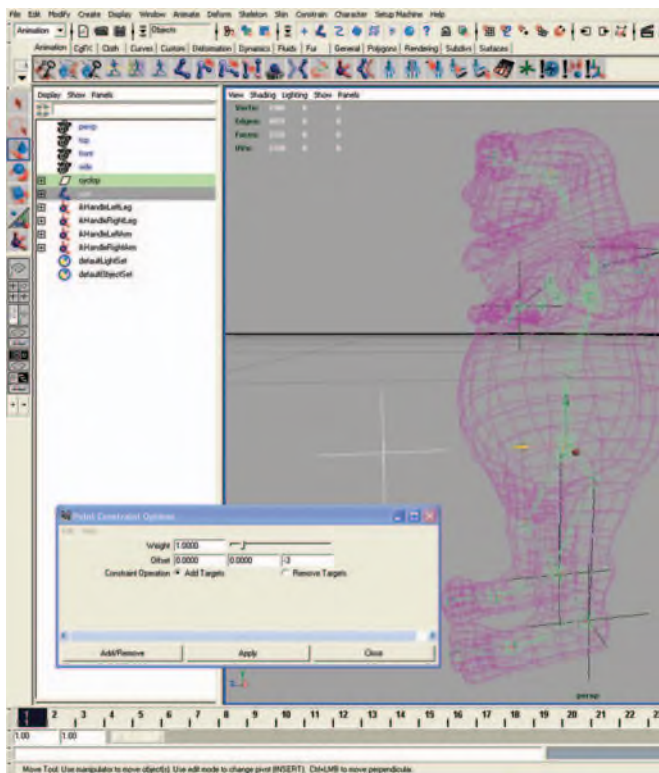 File Edit Modify Create Display Window Animate Deform Skeleton Skin Constrain Character Setup Machine Help
Animation Objects
Animation CgFX Cloth Curves Custom Deformation Dynamics Fluids Fur General Polygons Rendering Subdivs Surfaces
Display Show Panels
View Shading Lighting Show Panels
persp
top
front
side
cyclop
ikHandleLeftLeg
ikHandleRightLeg
ikHandleLeftArm
ikHandleRightArm
defaultLightSet
defaultObjectSet
Verts:
Edges:
Faces:
UVs:
Point Constraint Options
Edit Help
Weight 1.0000
Offset 0.0000 0.0000 -3
Constraint Operation Add Targets Remove Targets
Add/Remove Apply Close
persp
1 2 3 4 5 6 7 8 9 10 11 12 13 14 15 16 17 18 19 20 21 22
1.00 1.00
Move Tool: Use manipulator to move object(s). Use edit mode to change pivot (INSERT). Ctrl+LMB to move perpendicular.